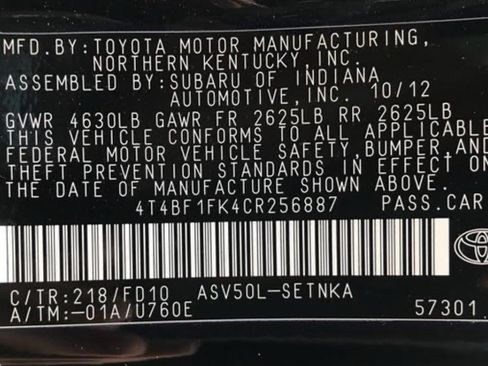 MFD.BY:TOYOTA MOTOR MANUFACTURING,
NORTHERN KENTUCKY,INC.
ASSEMBLED BY:SUBARU OF INDIANA
AUTOMOTIVE,INC. 10/12
GVWR 4630LB GAWR FR 2625LB RR 2625LB
THIS VEHICLE CONFORMS TO ALL APPLICABLE
FEDERAL MOTOR VEHICLE SAFETY,BUMPER,AND
THEFT PREVENTION STANDARDS IN EFFECT ON
THE DATE OF MANUFACTURE SHOWN ABOVE.
4T4BF1FK4CR256887 PASS.CAR
C/TR:218/FD10 ASV50L-SETNKA
A/TM:-01A/U760E 57301